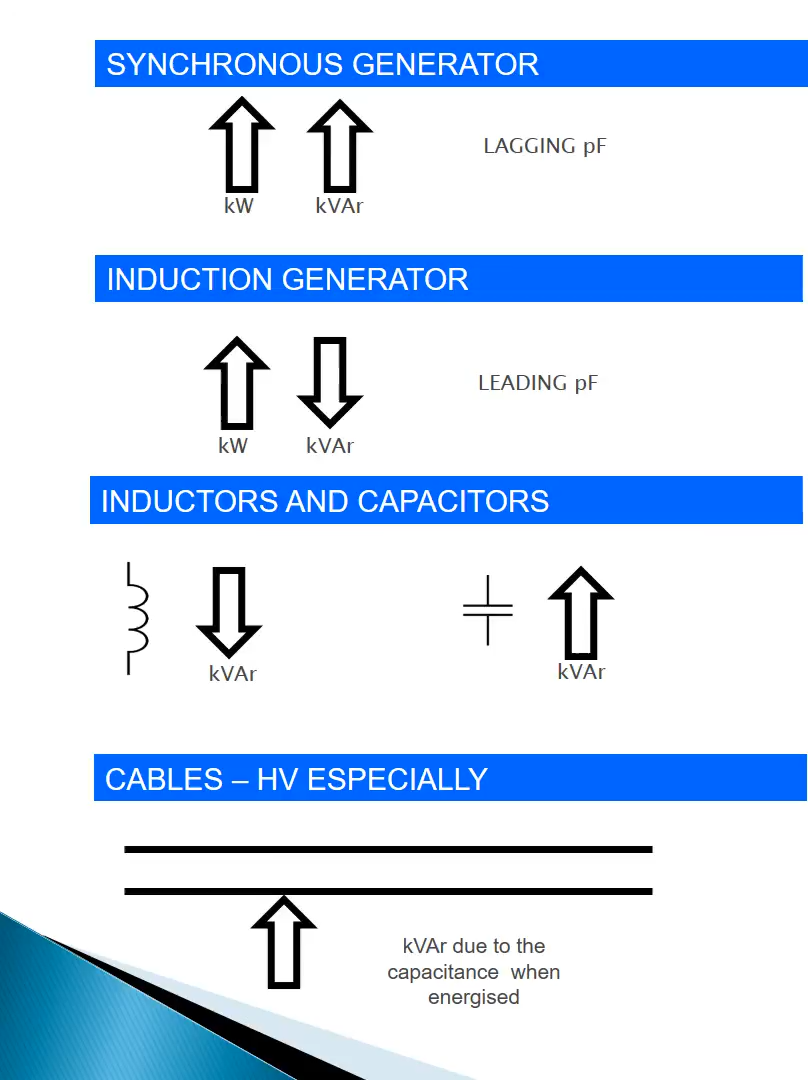 SYNCHRONOUS GENERATOR
LAGGING pF
kW kVAr
INDUCTION GENERATOR
LEADING pF
kW kVAr
INDUCTORS AND CAPACITORS
kVAr kVAr
CABLES – HV ESPECIALLY
kVAr due to the
capacitance when
energised